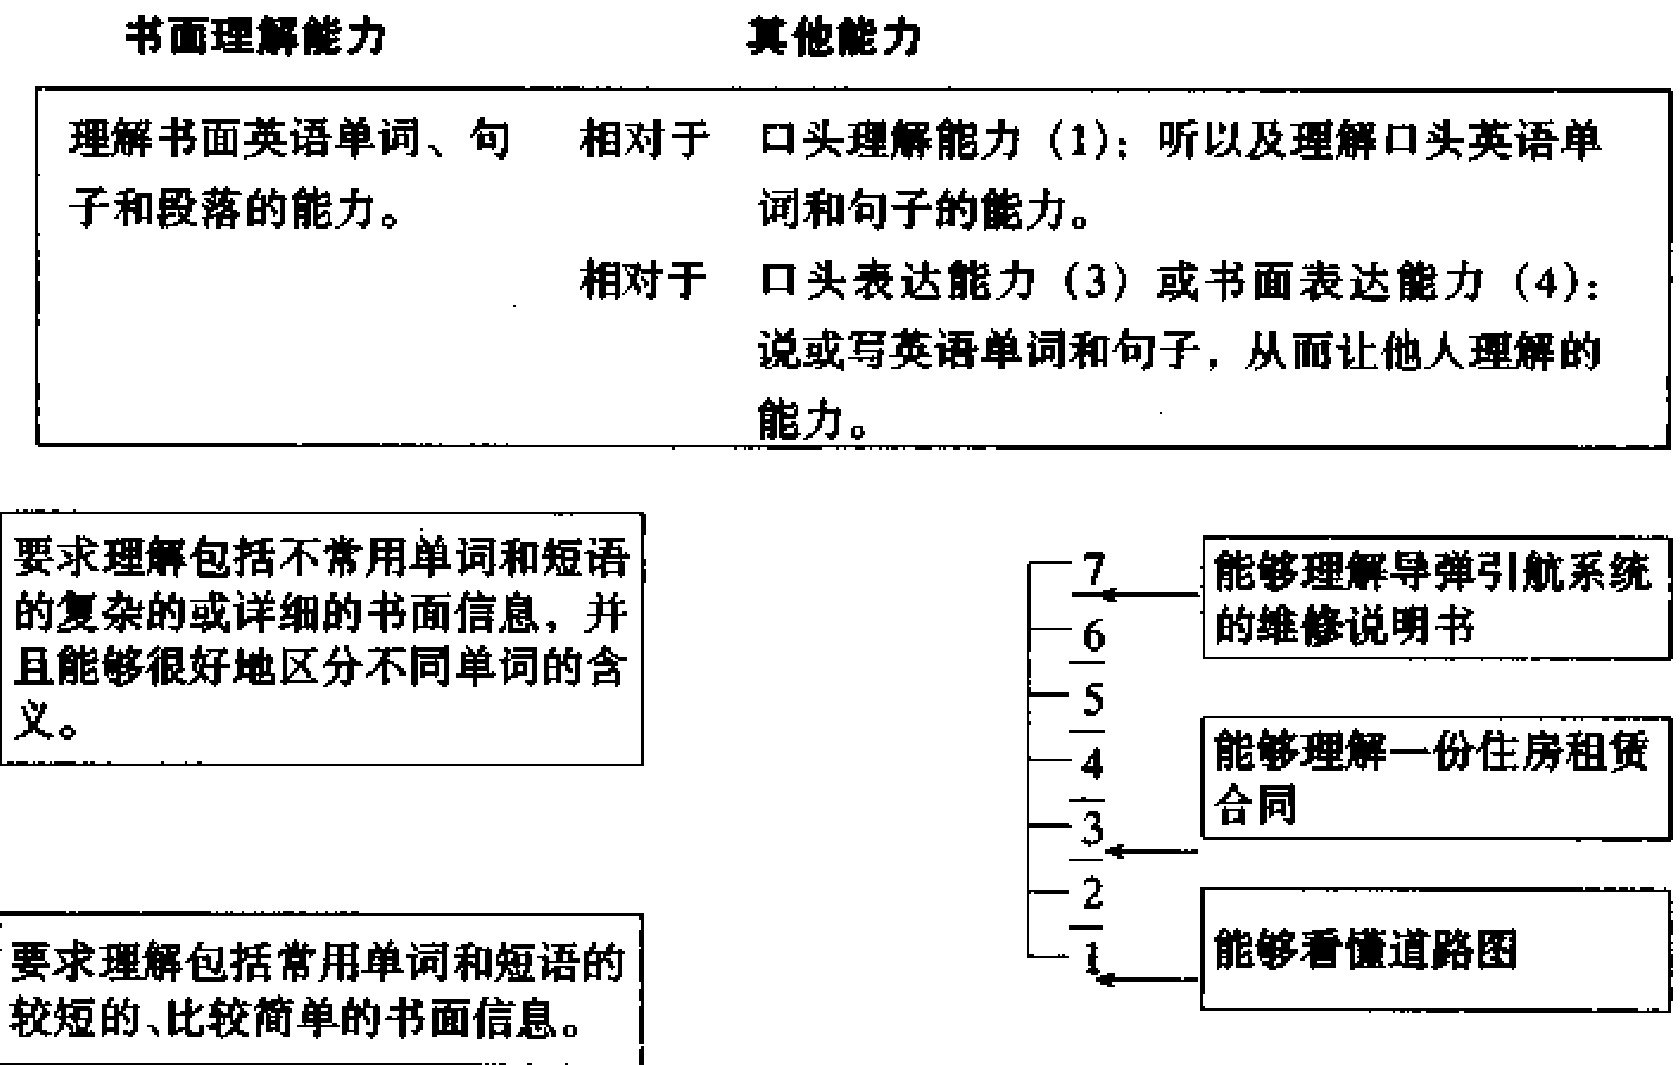 书面理解能力 其他能力
理解书面英语单词、句 相对于 口头理解能力（1）：听以及理解口头英语单
子和段落的能力。 词和句子的能力。
相对于 口头表达能力（3）或书面表达能力（4）：
说或写英语单词和句子，从而让他人理解的
能力。
要求理解包括不常用单词和短语
的复杂的或详细的书面信息，并
且能够很好地区分不同单词的含
义。
7
6
5
4
3
2
1
能够理解导弹引航系统
的维修说明书
能够理解一份住房租赁
合同
能够看懂道路图
要求理解包括常用单词和短语的
较短的、比较简单的书面信息。